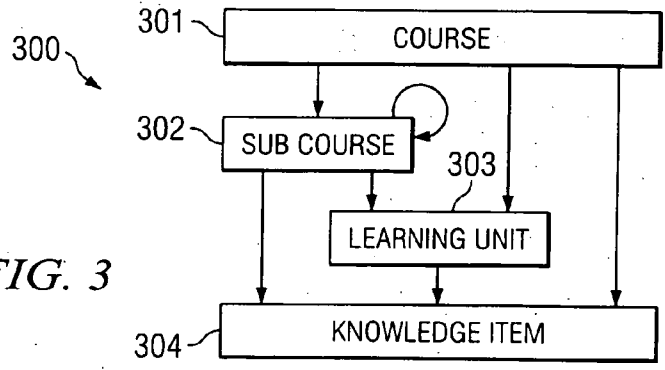 301
COURSE
300
302
SUB COURSE
303
LEARNING UNIT
FIG. 3
304
KNOWLEDGE ITEM